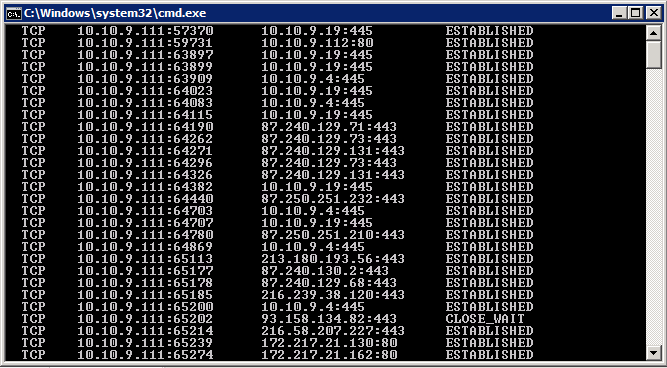 C:\Windows\system32\cmd.exe
TCP 10.10.9.111:57370 10.10.9.19:445 ESTABLISHED
TCP 10.10.9.111:59731 10.10.9.112:80 ESTABLISHED
TCP 10.10.9.111:63897 10.10.9.19:445 ESTABLISHED
TCP 10.10.9.111:63899 10.10.9.19:445 ESTABLISHED
TCP 10.10.9.111:63909 10.10.9.4:445 ESTABLISHED
TCP 10.10.9.111:64023 10.10.9.19:445 ESTABLISHED
TCP 10.10.9.111:64083 10.10.9.4:445 ESTABLISHED
TCP 10.10.9.111:64115 10.10.9.19:445 ESTABLISHED
TCP 10.10.9.111:64190 87.240.129.71:443 ESTABLISHED
TCP 10.10.9.111:64262 87.240.129.73:443 ESTABLISHED
TCP 10.10.9.111:64271 87.240.129.131:443 ESTABLISHED
TCP 10.10.9.111:64296 87.240.129.73:443 ESTABLISHED
TCP 10.10.9.111:64326 87.240.129.131:443 ESTABLISHED
TCP 10.10.9.111:64382 10.10.9.19:445 ESTABLISHED
TCP 10.10.9.111:64440 87.250.251.232:443 ESTABLISHED
TCP 10.10.9.111:64703 10.10.9.4:445 ESTABLISHED
TCP 10.10.9.111:64707 10.10.9.19:445 ESTABLISHED
TCP 10.10.9.111:64780 87.250.251.210:443 ESTABLISHED
TCP 10.10.9.111:64869 10.10.9.4:445 ESTABLISHED
TCP 10.10.9.111:65113 213.180.193.56:443 ESTABLISHED
TCP 10.10.9.111:65177 87.240.130.2:443 ESTABLISHED
TCP 10.10.9.111:65178 87.240.129.68:443 ESTABLISHED
TCP 10.10.9.111:65185 216.239.38.120:443 ESTABLISHED
TCP 10.10.9.111:65200 10.10.9.4:445 ESTABLISHED
TCP 10.10.9.111:65202 93.158.134.82:443 CLOSE_WAIT
TCP 10.10.9.111:65214 216.58.207.227:443 ESTABLISHED
TCP 10.10.9.111:65239 172.217.21.130:80 ESTABLISHED
TCP 10.10.9.111:65274 172.217.21.162:80 ESTABLISHED